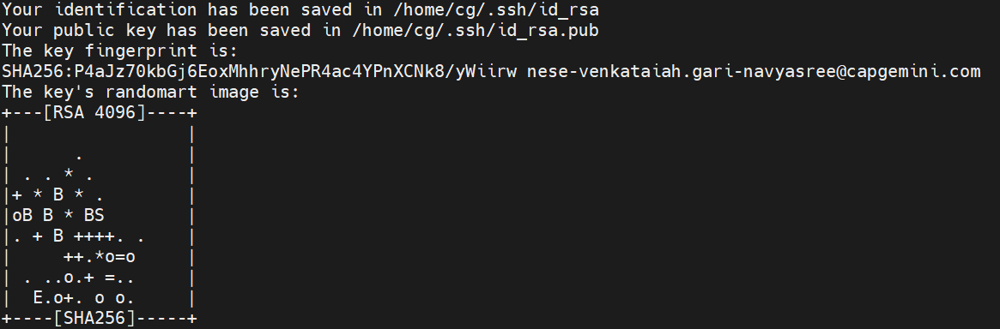 Your identification has been saved in /home/cg/.ssh/id_rsa
Your public key has been saved in /home/cg/.ssh/id_rsa.pub
The key fingerprint is:
SHA256:P4aJz70kbGj6EoxMhhryNePR4ac4YPnXCNk8/yWiirw nese-venkataiah.gari-navyasree@capgemini.com
The key's randomart image is:
+---[RSA 4096]----+
|                 |
|      .          |
| . . * .         |
|+ * B * .        |
|oB B * BS        |
|. + B ++++. .    |
|     ++.*o=o     |
| . ..o.+ =..     |
|  E.o+. o o.     |
+----[SHA256]-----+